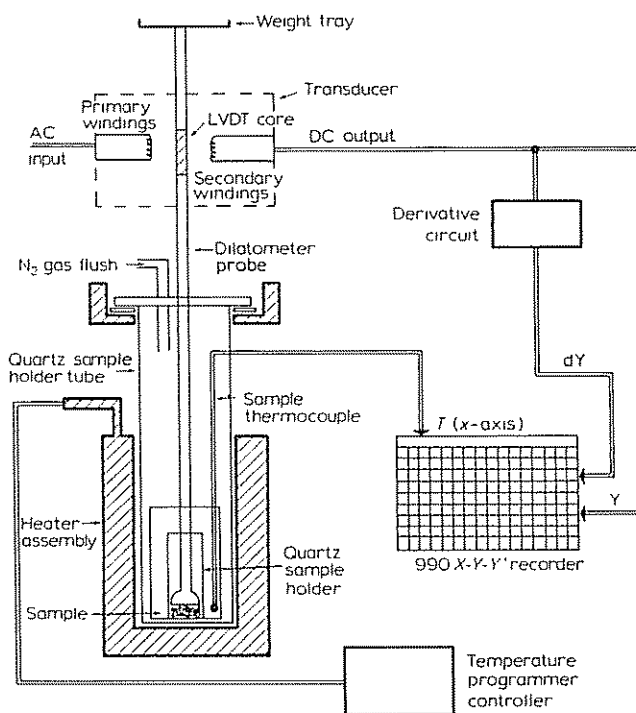 Weight tray
Transducer
Primary
windings
LVDT core
AC
input
DC output
Secondary
windings
Derivative
circuit
Dilatometer
probe
N2 gas flush
Quartz sample
holder tube
Sample
thermocouple
dY
T (x-axis)
Y
Heater
assembly
990 X-Y-Y' recorder
Quartz
sample
holder
Sample
Temperature
programmer
controller